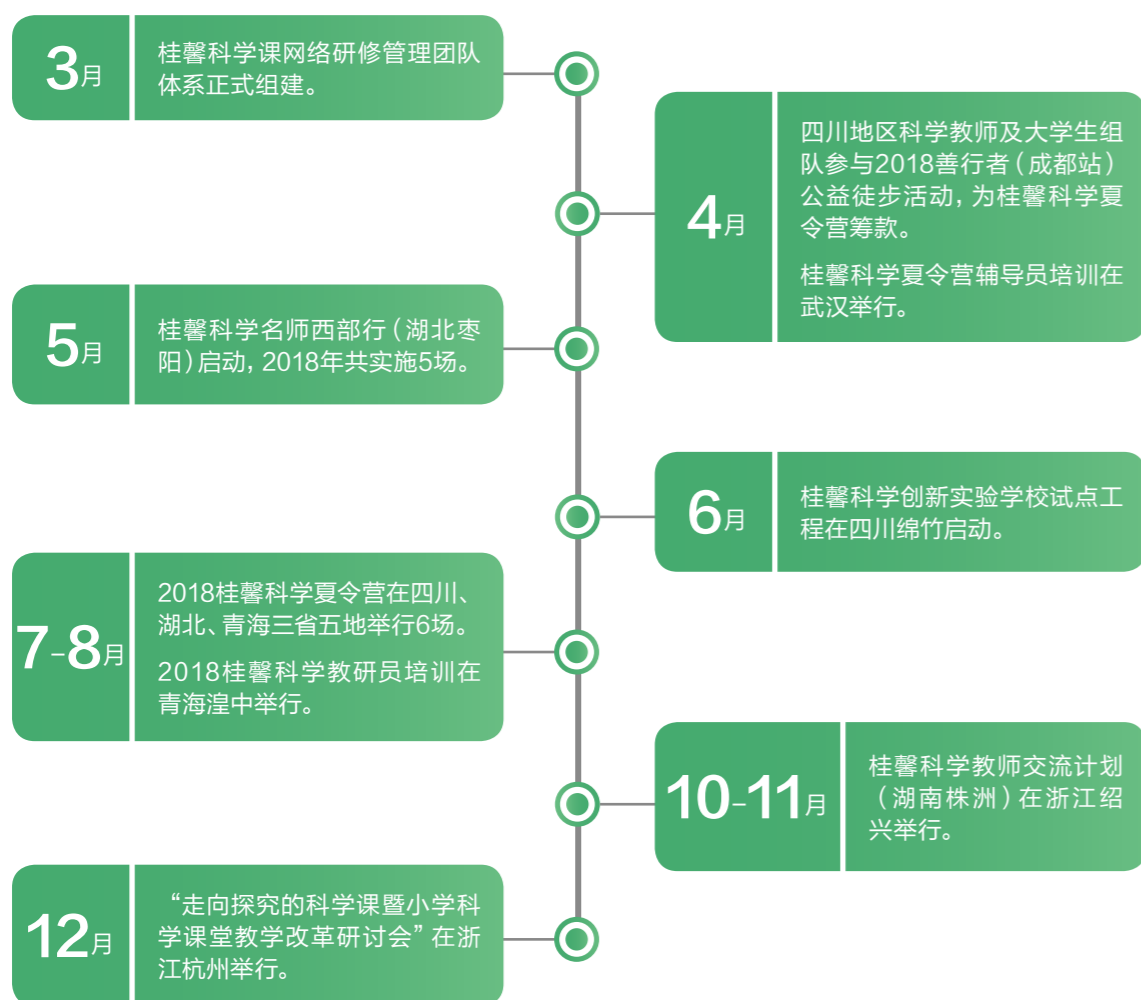 3月
桂馨科学课网络研修管理团队
体系正式组建。
4月
四川地区科学教师及大学生组
队参与2018善行者（成都站）
公益徒步活动，为桂馨科学夏
令营筹款。
桂馨科学夏令营辅导员培训在
武汉举行。
5月
桂馨科学名师西部行（湖北枣
阳）启动，2018年共实施5场。
6月
桂馨科学创新实验学校试点工
程在四川绵竹启动。
7-8月
2018桂馨科学夏令营在四川、
湖北、青海三省五地举行6场。
2018桂馨科学教研员培训在
青海湟中举行。
10-11月
桂馨科学教师交流计划
（湖南株洲）在浙江绍
兴举行。
12月
“走向探究的科学课暨小学科
学课堂教学改革研讨会”在浙
江杭州举行。